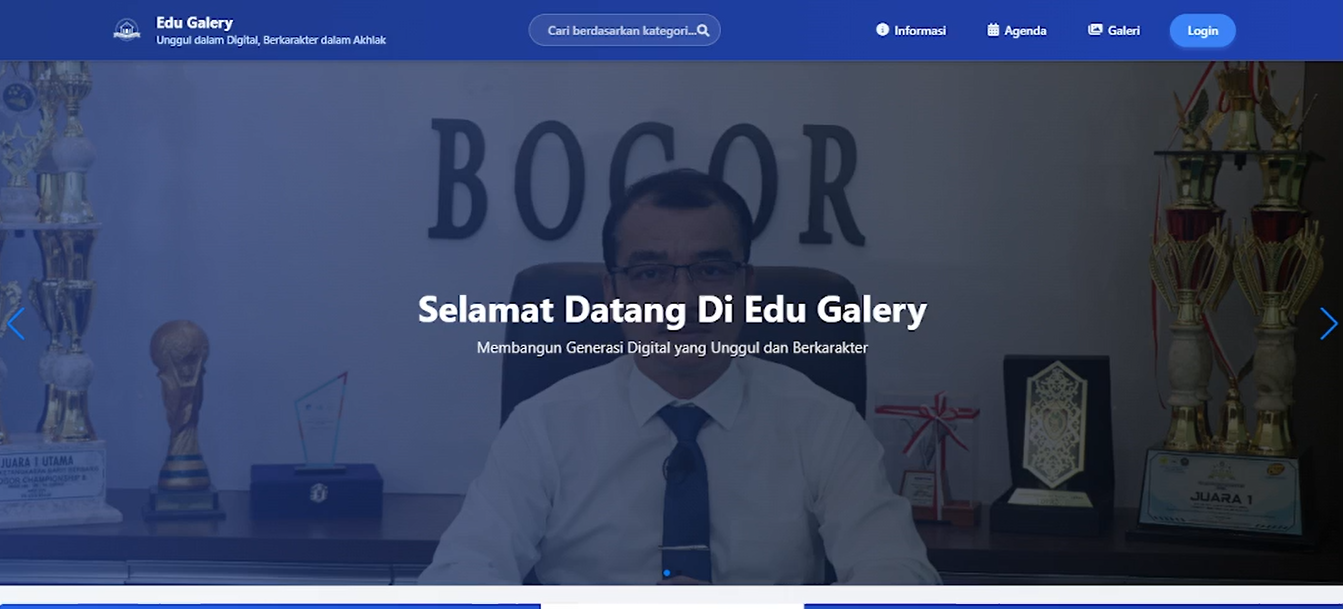 Edu Galery
Unggul dalam Digital, Berkarakter dalam Akhlak
Cari berdasarkan kategori...
Informasi
Agenda
Galeri
Login
BOGOR
Selamat Datang Di Edu Galery
Membangun Generasi Digital yang Unggul dan Berkarakter
JUARA 1 UTAMA
JUARA 1